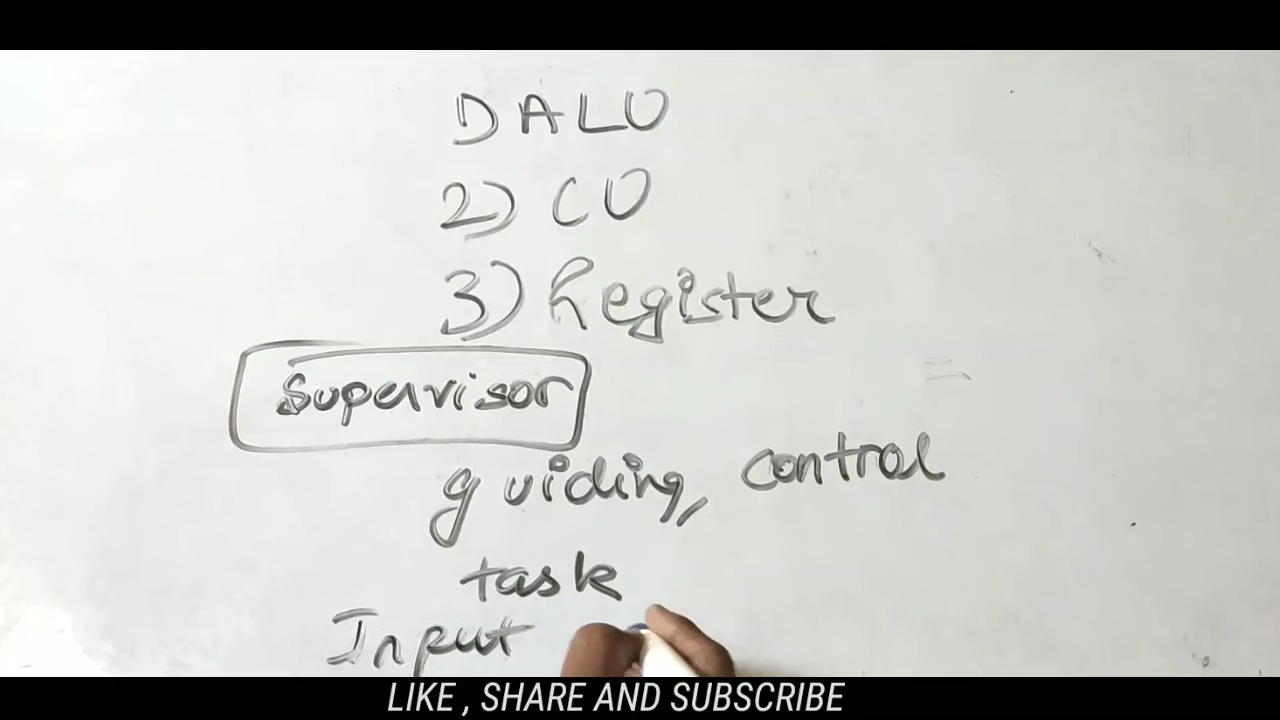 1) ALU
2) CU
3) Register
Supervisor
guiding, control
task
Input
LIKE , SHARE AND SUBSCRIBE